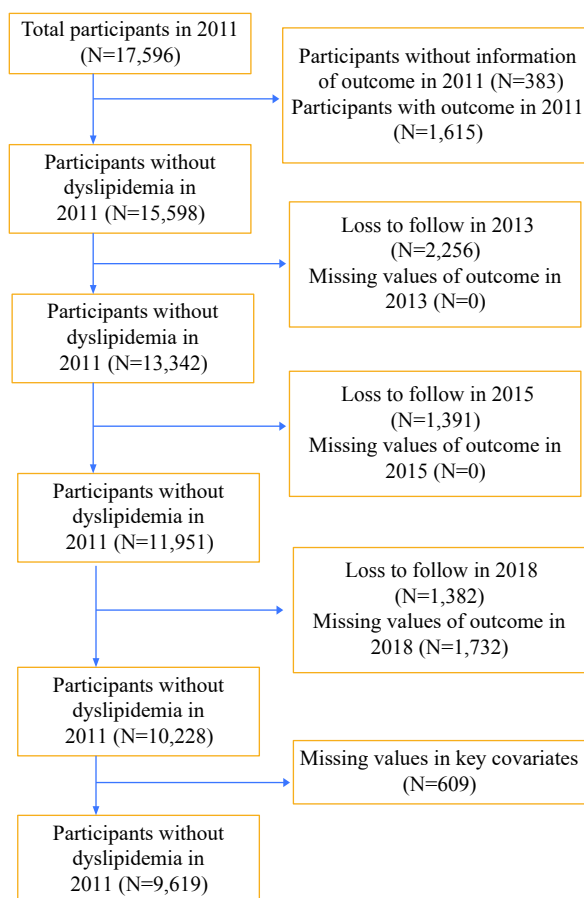 Total participants in 2011
(N=17,596)
Participants without information
of outcome in 2011 (N=383)
Participants with outcome in 2011
(N=1,615)
Participants without
dyslipidemia in
2011 (N=15,598)
Loss to follow in 2013
(N=2,256)
Missing values of outcome in
2013 (N=0)
Participants without
dyslipidemia in
2011 (N=13,342)
Loss to follow in 2015
(N=1,391)
Missing values of outcome in
2015 (N=0)
Participants without
dyslipidemia in
2011 (N=11,951)
Loss to follow in 2018
(N=1,382)
Missing values of outcome in
2018 (N=1,732)
Participants without
dyslipidemia in
2011 (N=10,228)
Missing values in key covariates
(N=609)
Participants without
dyslipidemia in
2011 (N=9,619)